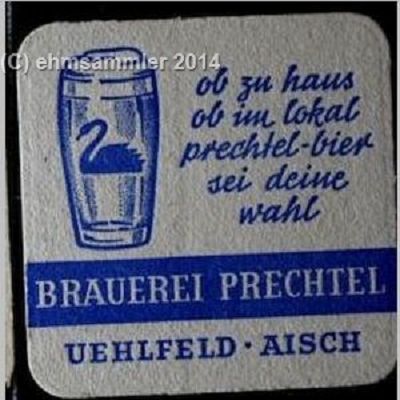 (C) ehmsammler 2014
ob zu haus
ob im lokal
prechtel-bier
sei deine
wahl
BRAUEREI PRECHTEL
UEHLFELD · AISCH